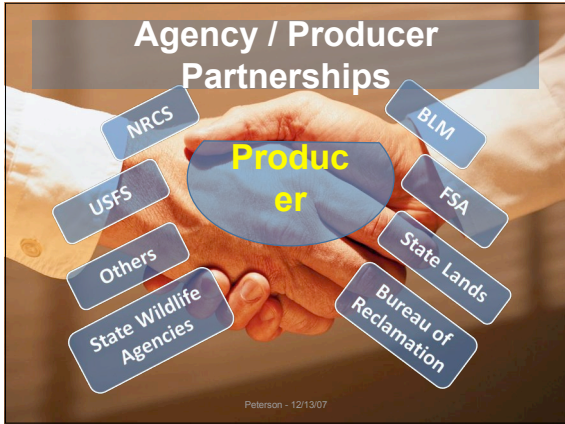 Agency / Producer
Partnerships
NRCS
BLM
Produc
er
USFS
FSA
Others
State Lands
State Wildlife
Agencies
Bureau of
Reclamation
Peterson - 12/13/07